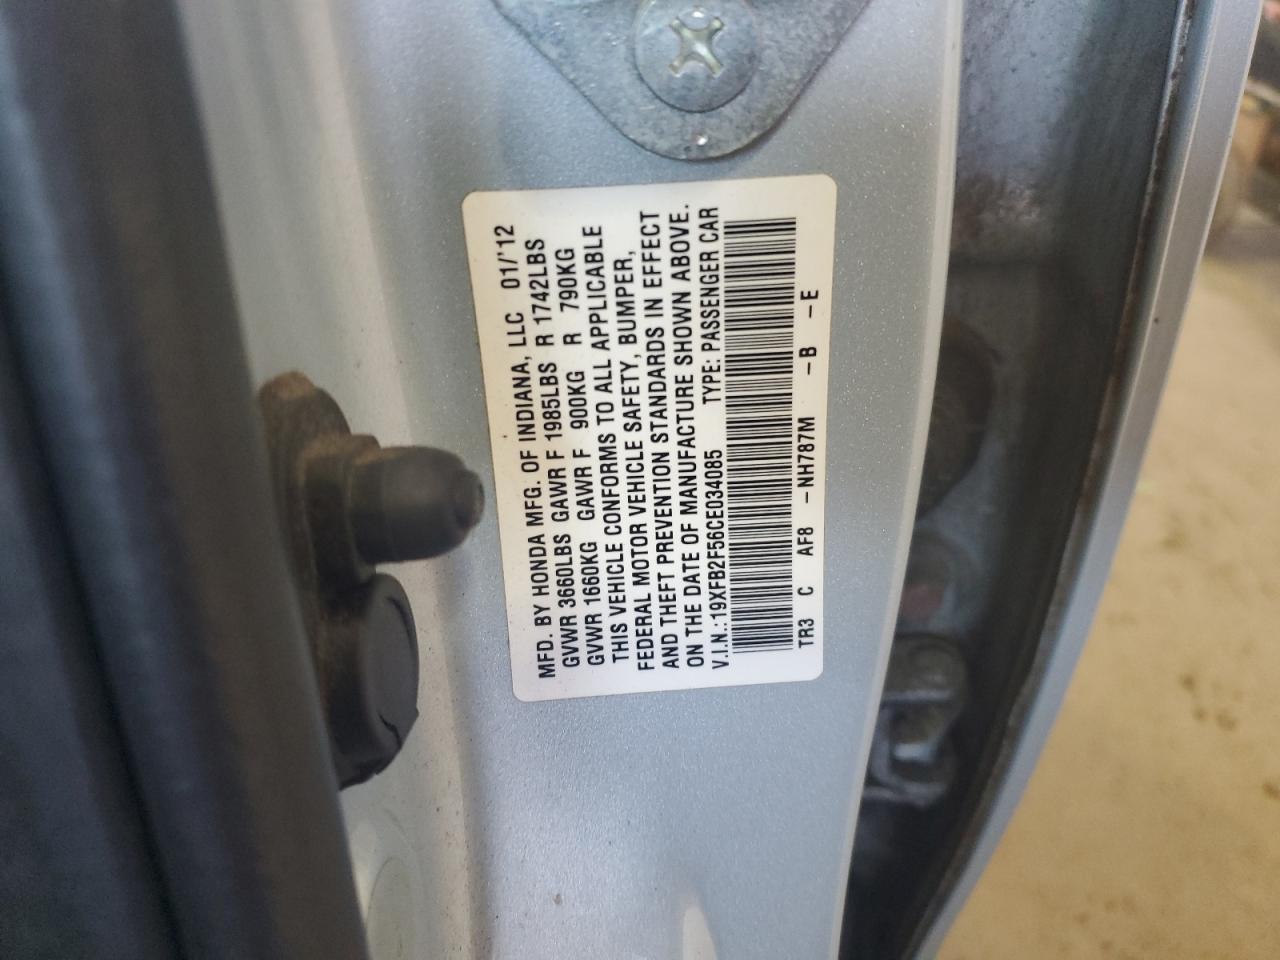 MFD. BY HONDA MFG. OF INDIANA, LLC 01/'12
GVWR 3660LBS GAWR F 1985LBS R 1742LBS
GVWR 1660KG GAWR F 900KG R 790KG
THIS VEHICLE CONFORMS TO ALL APPLICABLE
FEDERAL MOTOR VEHICLE SAFETY, BUMPER,
AND THEFT PREVENTION STANDARDS IN EFFECT
ON THE DATE OF MANUFACTURE SHOWN ABOVE.
V.I.N.:19XFB2F56CE034085 TYPE: PASSENGER CAR
TR3 C AF8 -NH787M -B -E